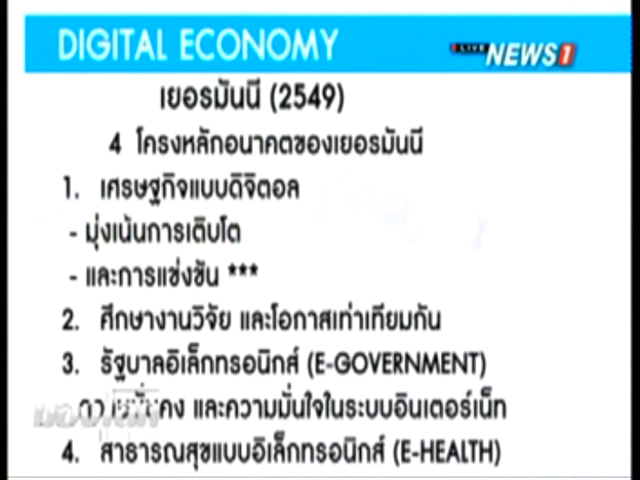 DIGITAL ECONOMY
LIVE NEWS1
เยอรมันนี (2549)
4 โครงหลักอนาคตของเยอรมันนี
1. เศรษฐกิจแบบดิจิตอล
- มุ่งเน้นการเติบโต
- และการแข่งขัน ***
2. ศึกษางานวิจัย และโอกาสเท่าเทียมกัน
3. รัฐบาลอิเล็กทรอนิกส์ (E-GOVERNMENT)
และความมั่นใจในระบบอินเตอร์เน็ท
4. สาธารณสุขแบบอิเล็กทรอนิกส์ (E-HEALTH)